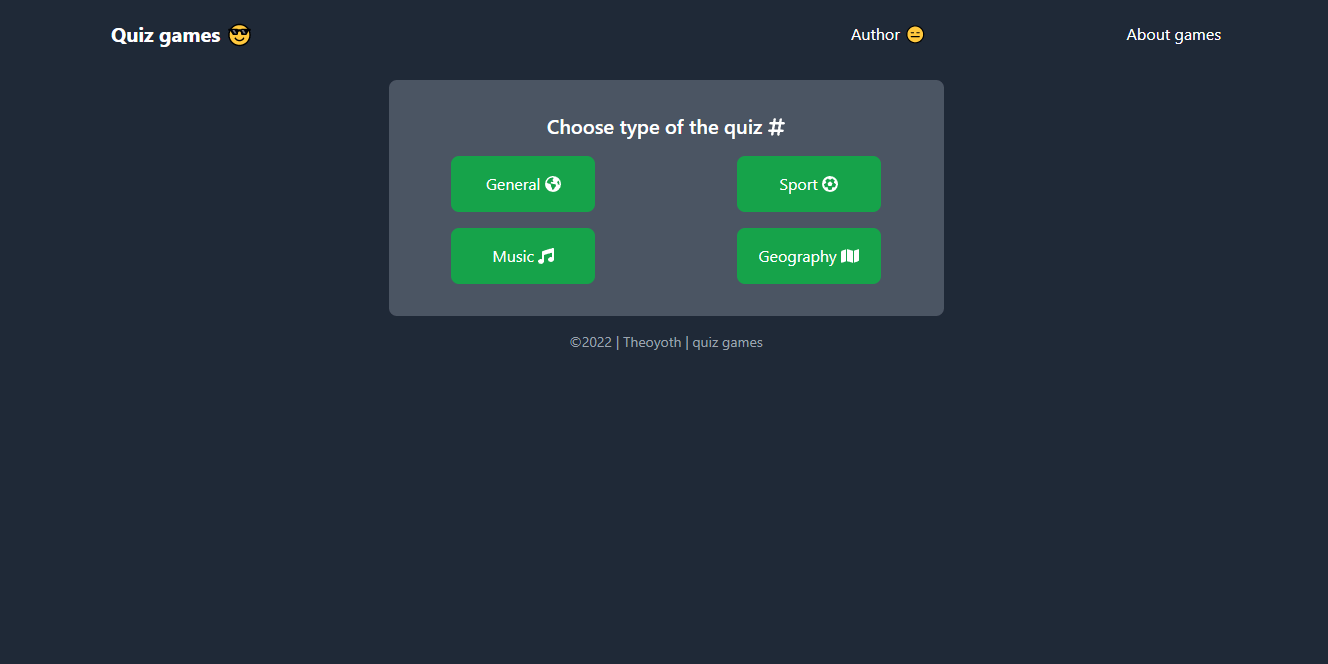 Quiz games 😎 Author 😑 About games
Choose type of the quiz #
General Sport
Music Geography
©2022 | Theoyoth | quiz games